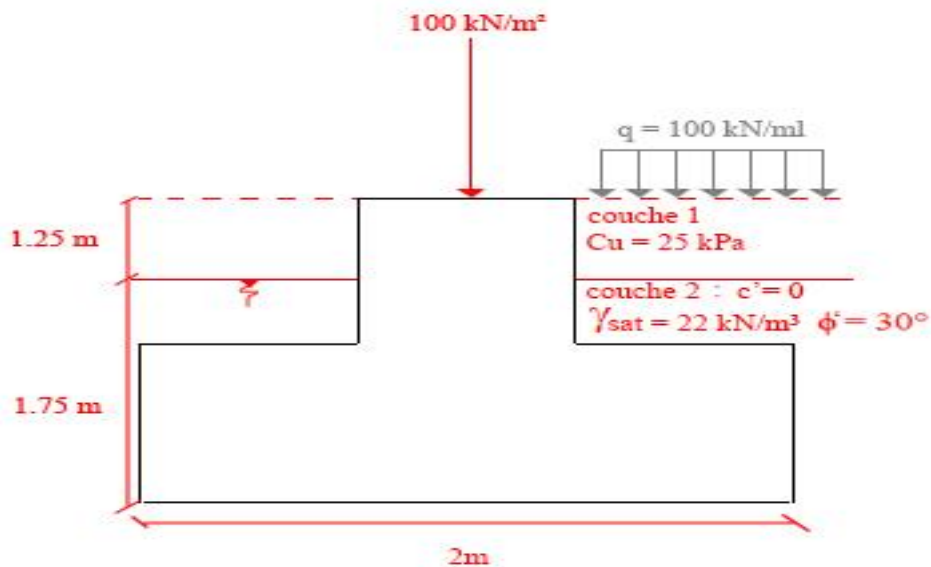 100 kN/m²
q = 100 kN/ml
couche 1
1.25 m
Cu = 25 kPa
couche 2 : c'= 0
γsat = 22 kN/m³ ϕ'= 30°
1.75 m
2m